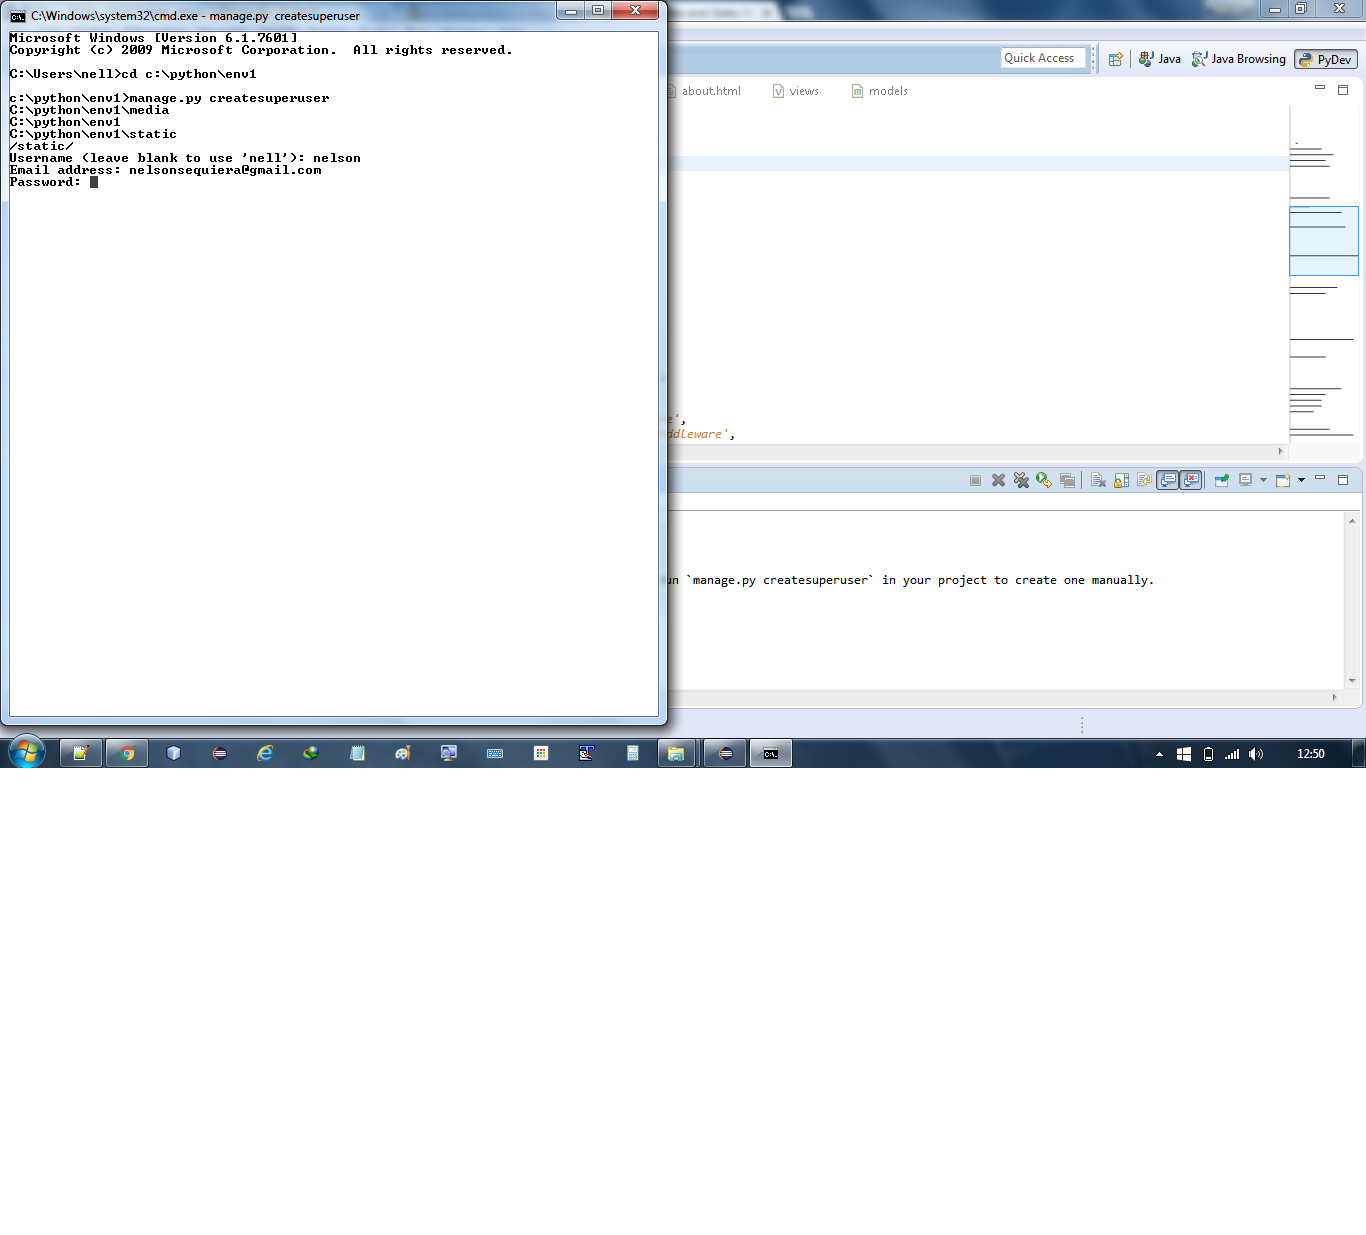 C:\Windows\system32\cmd.exe - manage.py  createsuperuser
Microsoft Windows [Version 6.1.7601]
Copyright (c) 2009 Microsoft Corporation.  All rights reserved.
C:\Users\nell>cd c:\python\env1
c:\python\env1>manage.py createsuperuser
C:\python\env1\media
C:\python\env1
C:\python\env1\static
/static/
Username (leave blank to use 'nell'): nelson
Email address: nelsonsequiera@gmail.com
Password:
Quick Access
Java
Java Browsing
PyDev
about.html
views
models
e',
ddleware',
un `manage.py createsuperuser` in your project to create one manually.
12:50